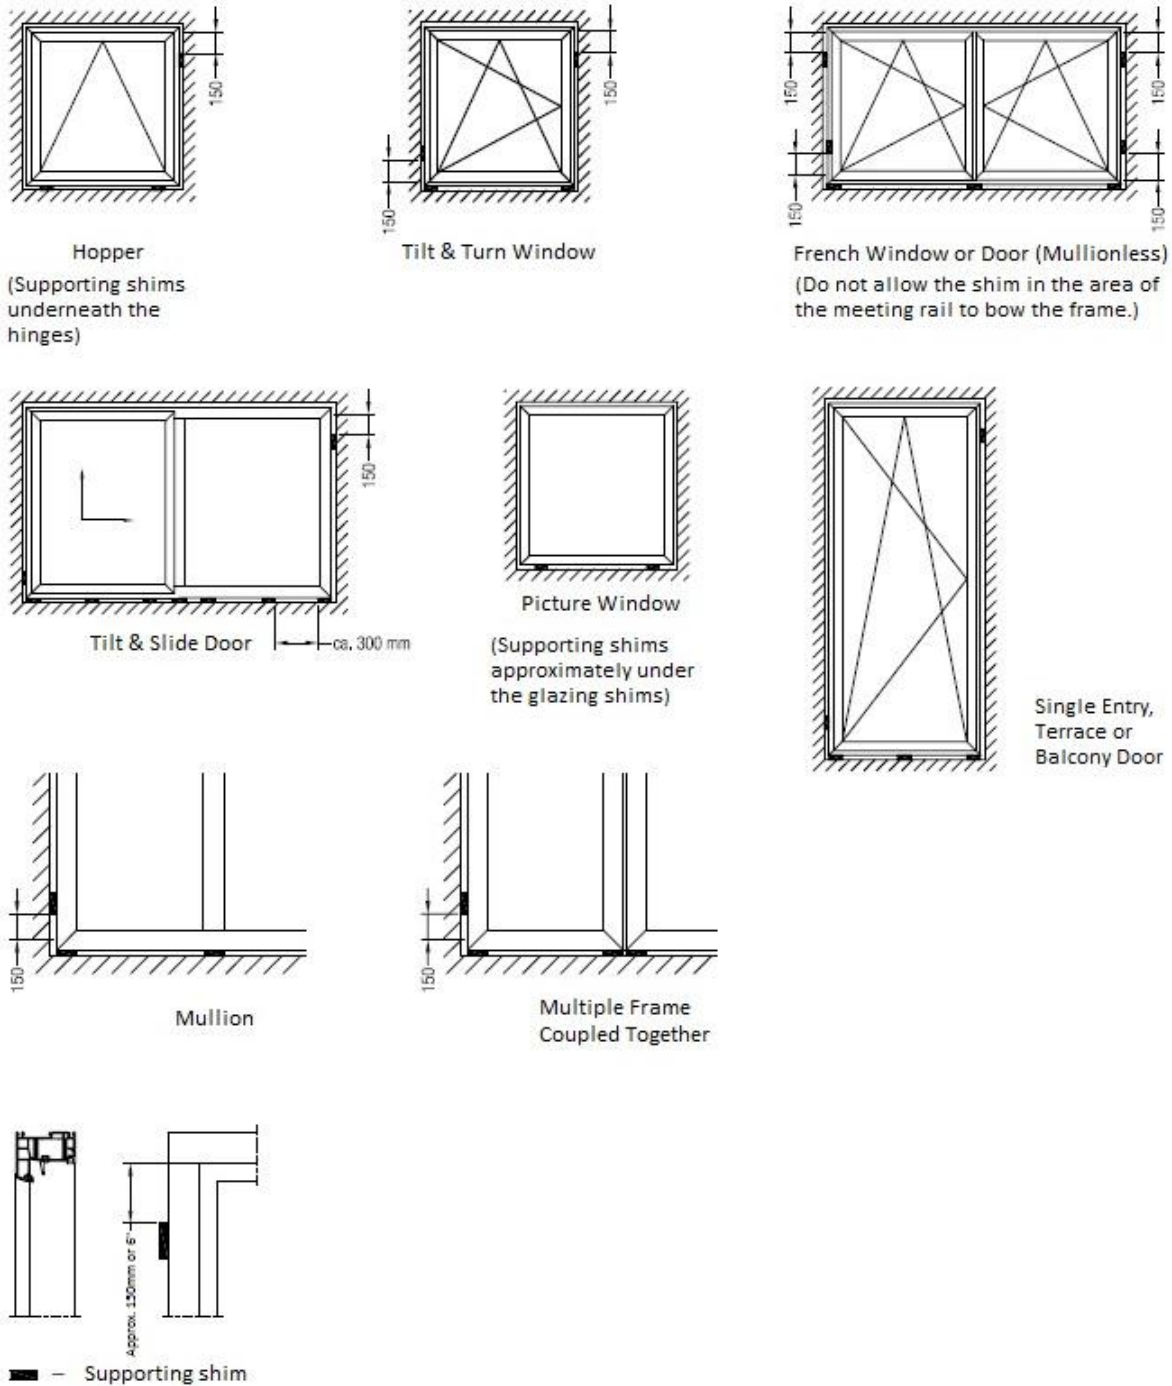 150
150
150
150
150
150
150
Hopper
(Supporting shims
underneath the
hinges)
Tilt & Turn Window
French Window or Door (Mullionless)
(Do not allow the shim in the area of
the meeting rail to bow the frame.)
150
Tilt & Slide Door
ca. 300 mm
Picture Window
(Supporting shims
approximately under
the glazing shims)
Single Entry,
Terrace or
Balcony Door
150
Mullion
150
Multiple Frame
Coupled Together
Approx. 150mm or 6"
– Supporting shim